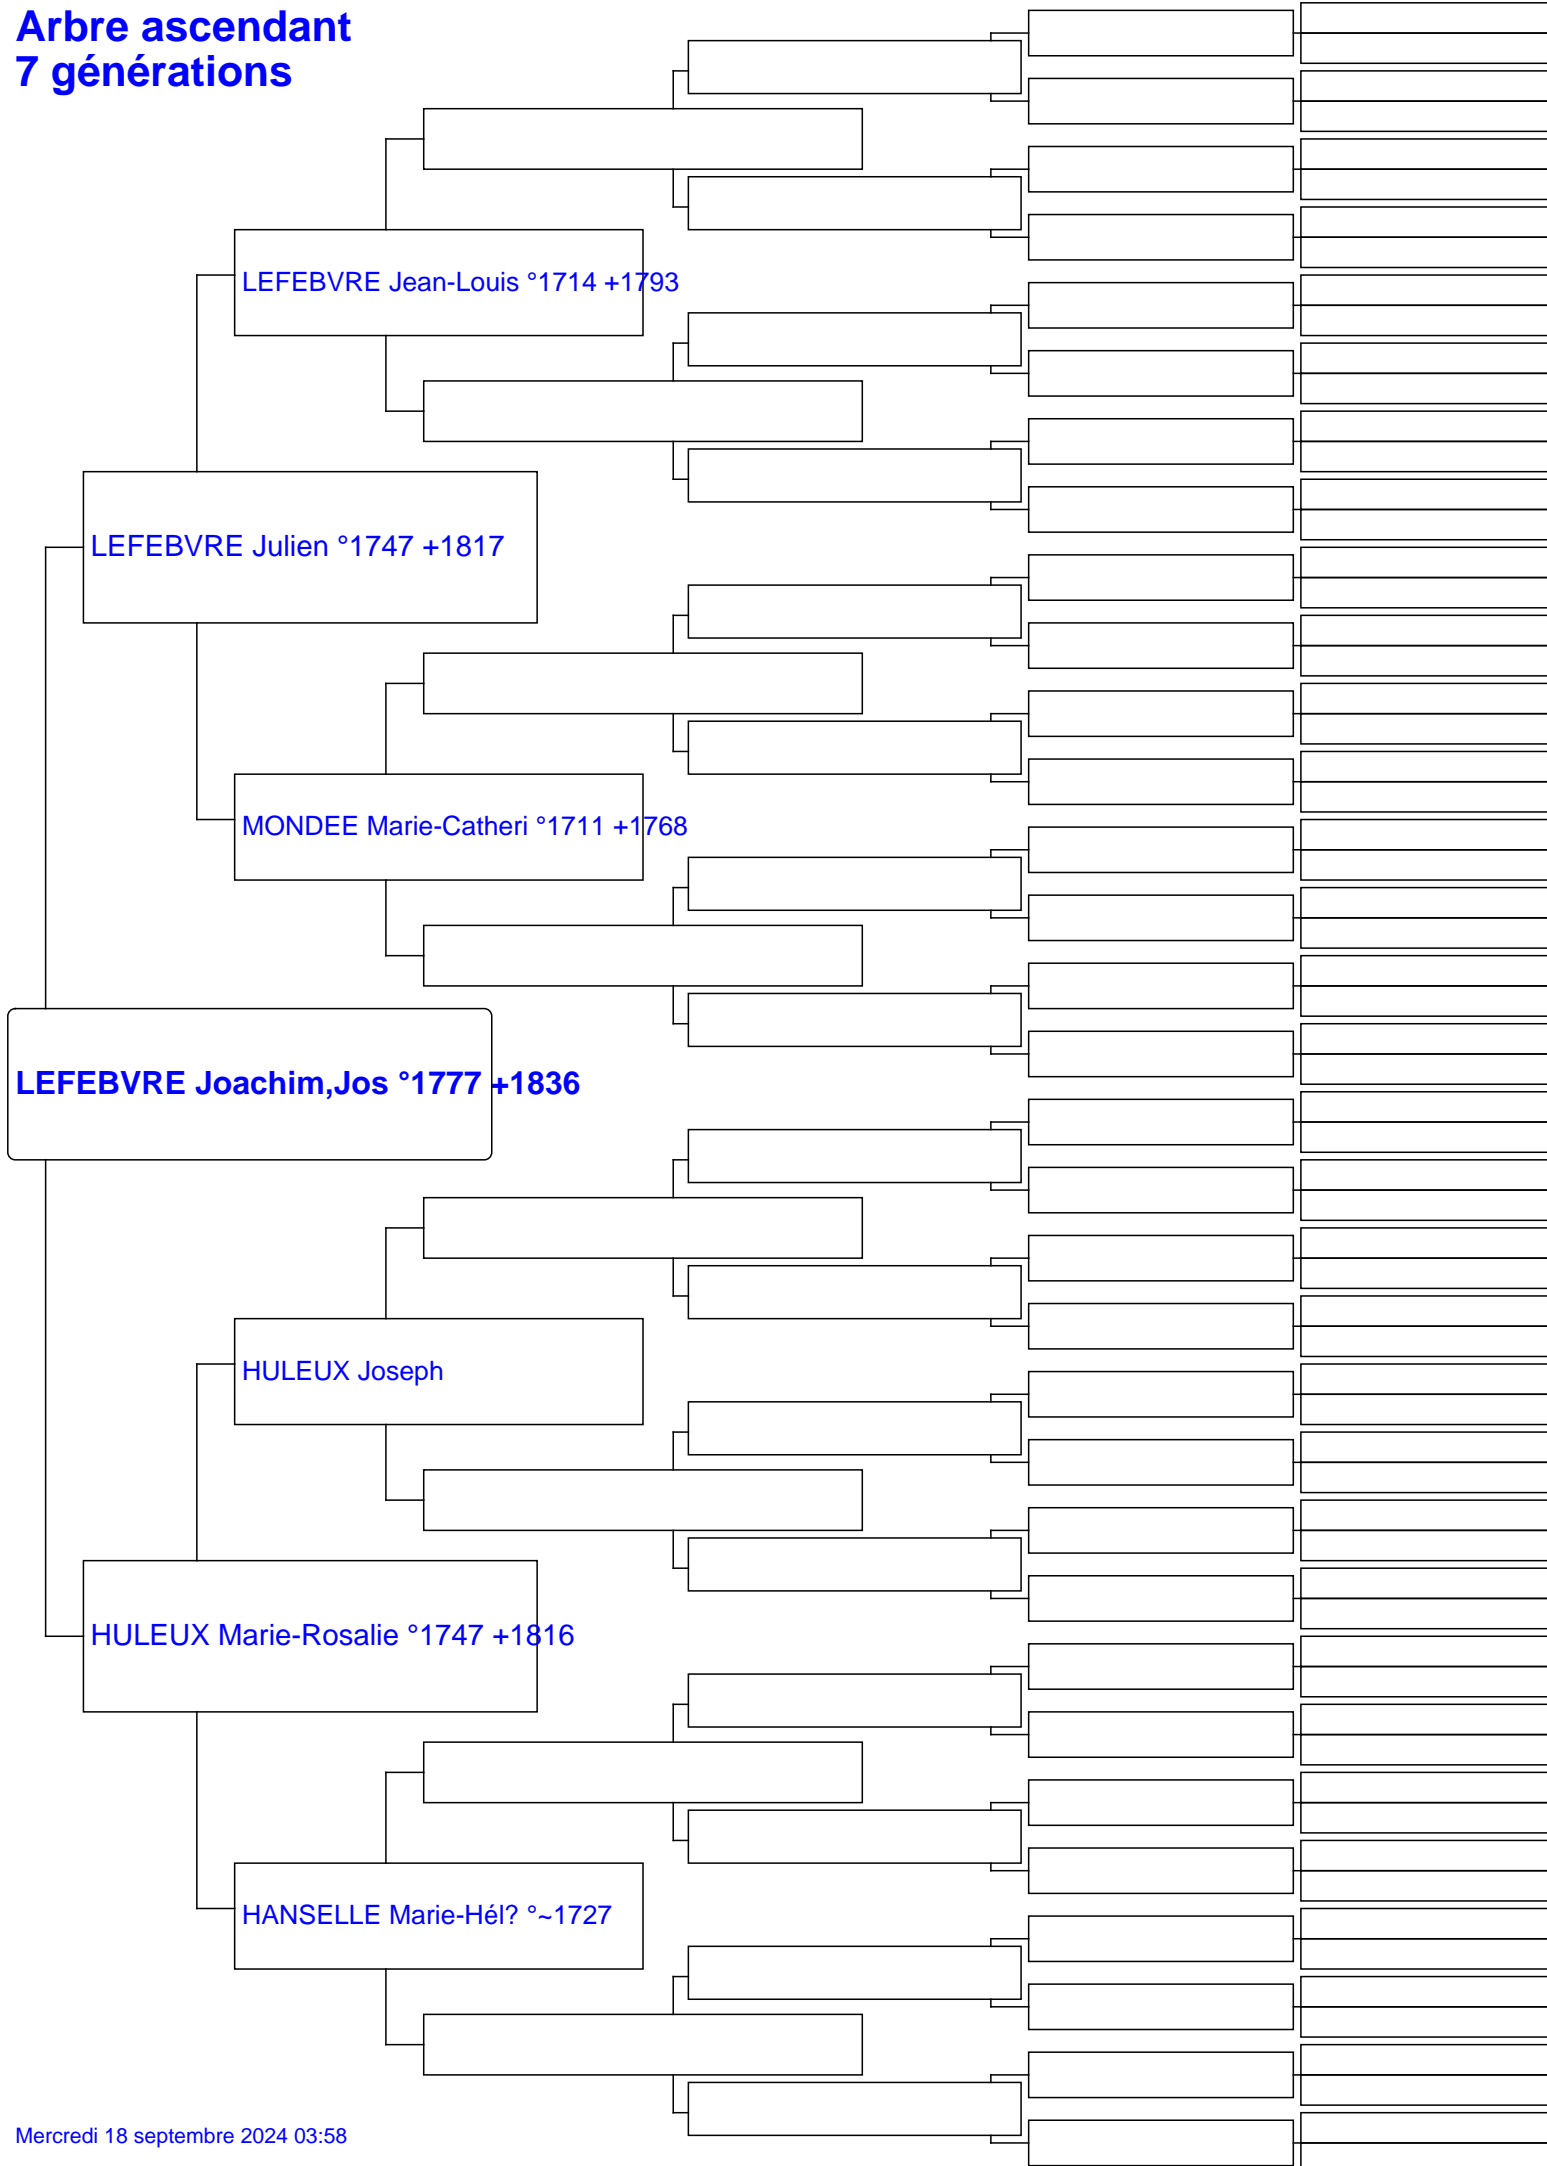 Arbre ascendant
7 générations
LEFEBVRE Jean-Louis °1714 +1793
LEFEBVRE Julien °1747 +1817
MONDEE Marie-Catheri °1711 +1768
LEFEBVRE Joachim,Jos °1777 +1836
HULEUX Joseph
HULEUX Marie-Rosalie °1747 +1816
HANSELLE Marie-Hél? °~1727
Mercredi 18 septembre 2024 03:58